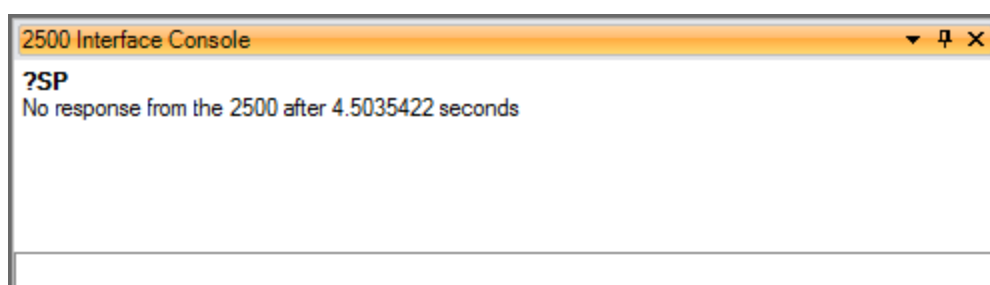 2500 Interface Console
?SP
No response from the 2500 after 4.5035422 seconds